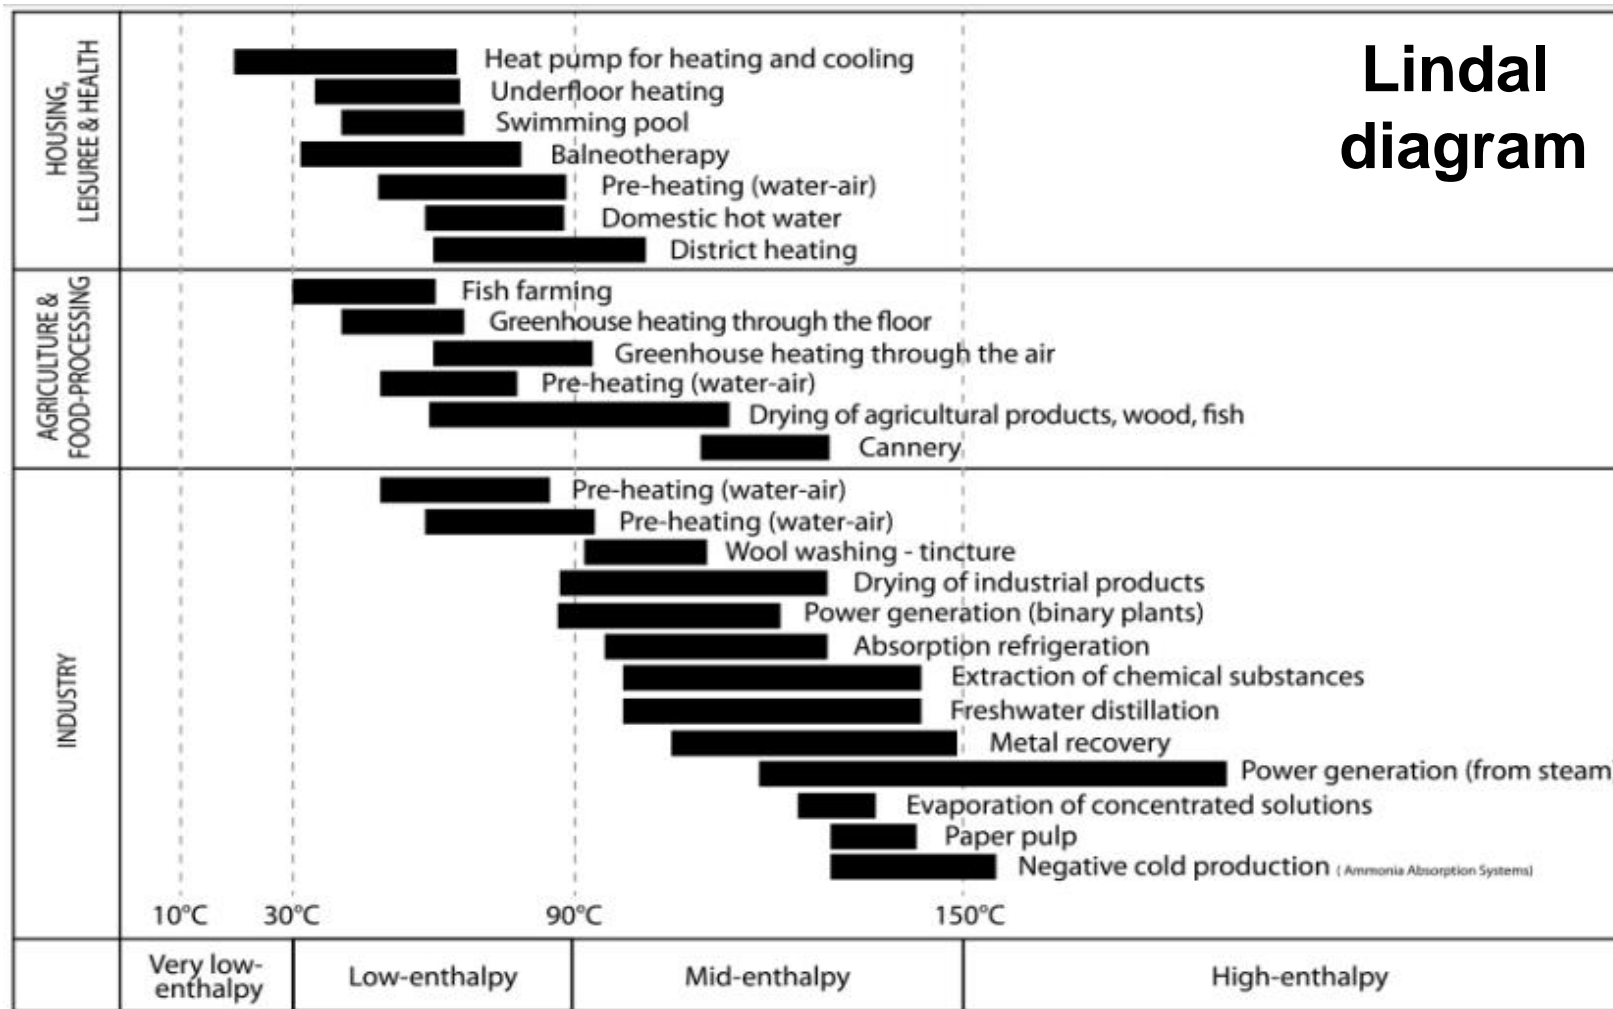 Lindal
diagram
HOUSING,
LEISUREE & HEALTH
Heat pump for heating and cooling
Underfloor heating
Swimming pool
Balneotherapy
Pre-heating (water-air)
Domestic hot water
District heating
AGRICULTURE &
FOOD-PROCESSING
Fish farming
Greenhouse heating through the floor
Greenhouse heating through the air
Pre-heating (water-air)
Drying of agricultural products, wood, fish
Cannery
INDUSTRY
Pre-heating (water-air)
Pre-heating (water-air)
Wool washing - tincture
Drying of industrial products
Power generation (binary plants)
Absorption refrigeration
Extraction of chemical substances
Freshwater distillation
Metal recovery
Power generation (from steam)
Evaporation of concentrated solutions
Paper pulp
Negative cold production ( Ammonia Absorption Systems)
10°C 30°C 90°C 150°C
Very low-
enthalpy
Low-enthalpy
Mid-enthalpy
High-enthalpy